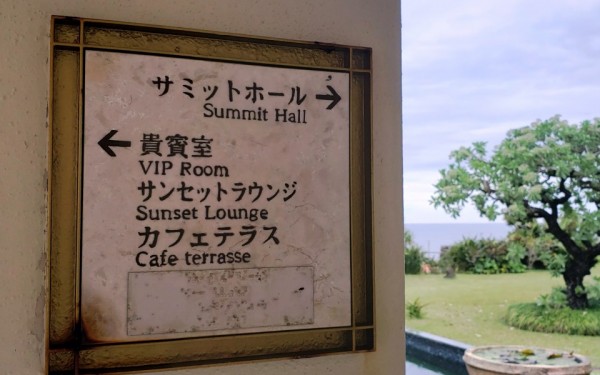 サミットホール →
Summit Hall
← 貴賓室
VIP Room
サンセットラウンジ
Sunset Lounge
カフェテラス
Cafe terrasse